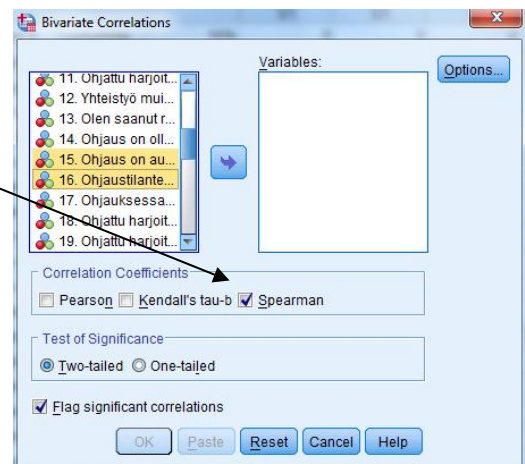 Bivariate Correlations
Variables:
Options...
11. Ohjattu harjoit...
12. Yhteistyö mui...
13. Olen saanut r...
14. Ohjaus on oll...
15. Ohjaus on au...
16. Ohjaustilante...
17. Ohjauksessa...
18. Ohjattu harjoit...
19. Ohjattu harjoit...
Correlation Coefficients
Pearson Kendall's tau-b Spearman
Test of Significance
Two-tailed One-tailed
Flag significant correlations
OK Paste Reset Cancel Help